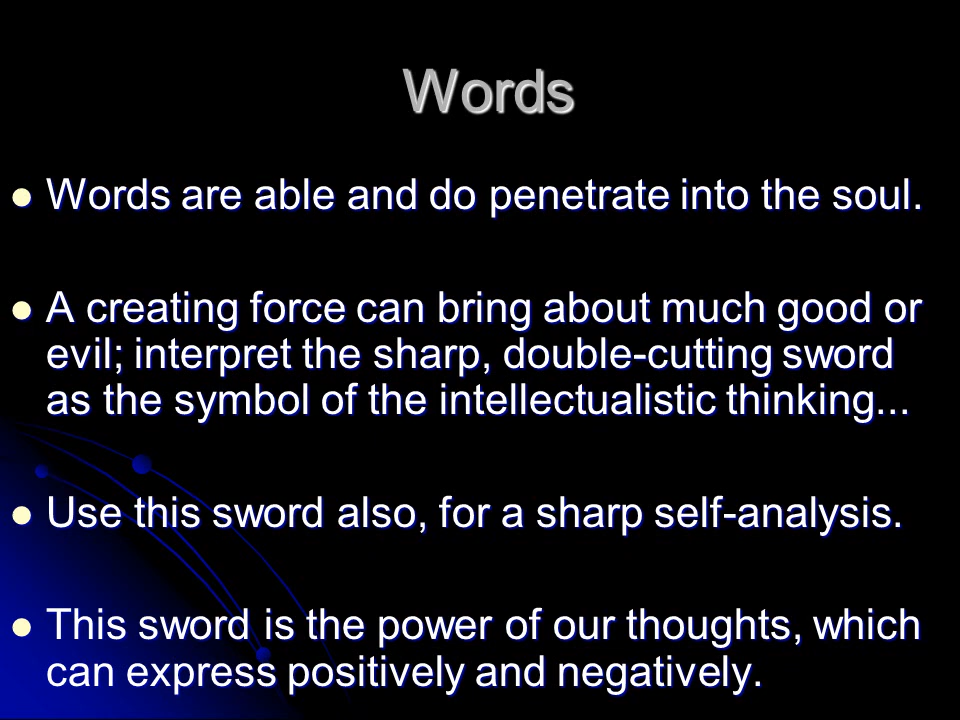 Words
Words are able and do penetrate into the soul.
A creating force can bring about much good or
evil; interpret the sharp, double-cutting sword
as the symbol of the intellectualistic thinking...
Use this sword also, for a sharp self-analysis.
This sword is the power of our thoughts, which
can express positively and negatively.